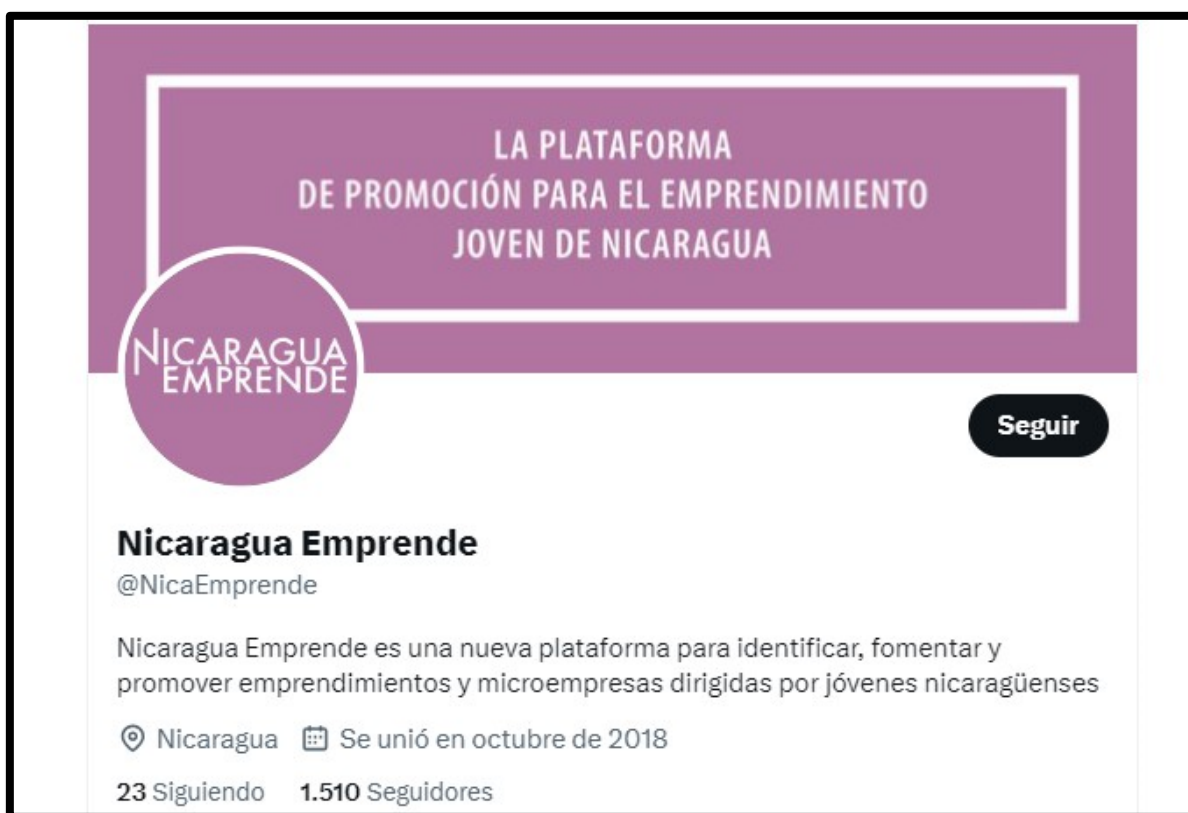 LA PLATAFORMA
DE PROMOCIÓN PARA EL EMPRENDIMIENTO
JOVEN DE NICARAGUA
NICARAGUA
EMPRENDE
Seguir
Nicaragua Emprende
@NicaEmprende
Nicaragua Emprende es una nueva plataforma para identificar, fomentar y
promover emprendimientos y microempresas dirigidas por jóvenes nicaragüenses
Nicaragua Se unió en octubre de 2018
23 Siguiendo 1.510 Seguidores